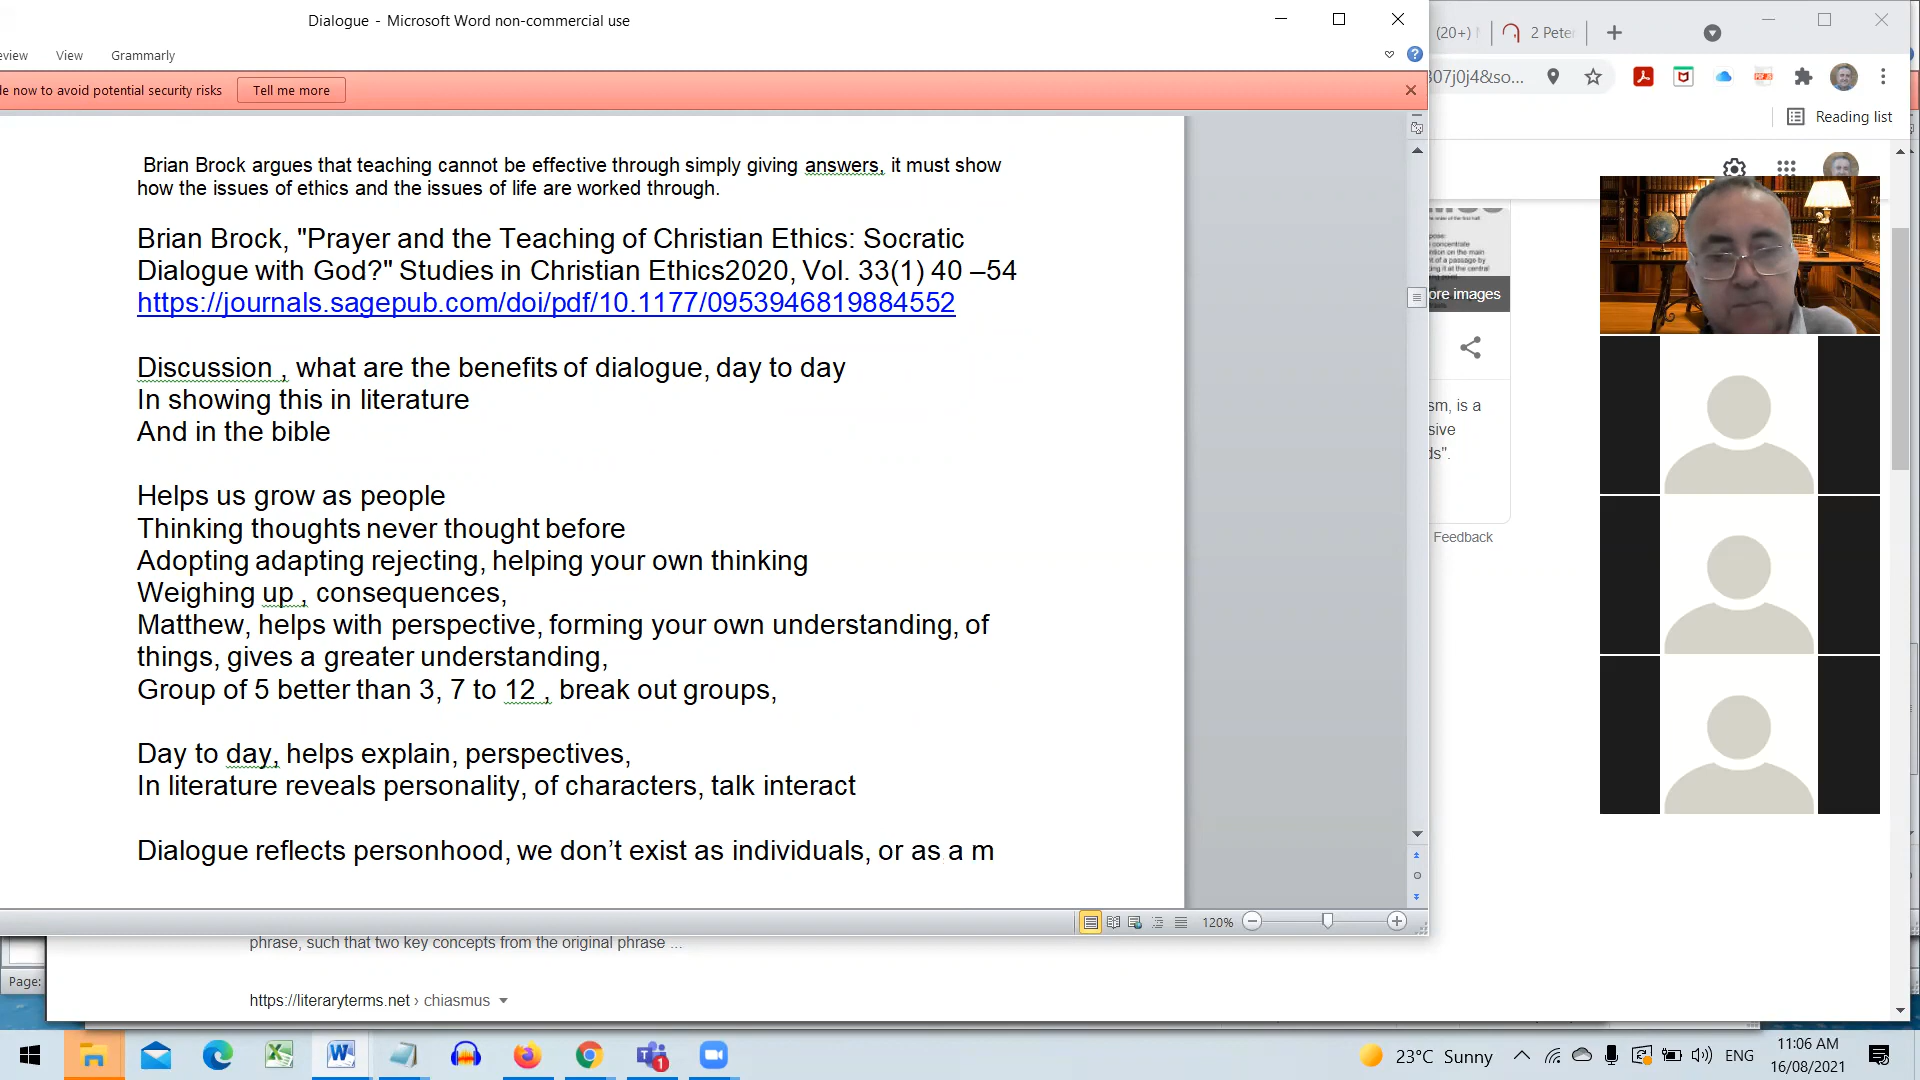 Dialogue - Microsoft Word non-commercial use
(20+)
2 Peter
eview View Grammarly
307j0j4&so...
le now to avoid potential security risks Tell me more
Reading list
Brian Brock argues that teaching cannot be effective through simply giving answers, it must show
how the issues of ethics and the issues of life are worked through.
Brian Brock, "Prayer and the Teaching of Christian Ethics: Socratic
Dialogue with God?" Studies in Christian Ethics2020, Vol. 33(1) 40 –54
https://journals.sagepub.com/doi/pdf/10.1177/0953946819884552
ore images
Discussion , what are the benefits of dialogue, day to day
In showing this in literature
And in the bible
sm, is a
sive
ds".
Helps us grow as people
Thinking thoughts never thought before
Feedback
Adopting adapting rejecting, helping your own thinking
Weighing up , consequences,
Matthew, helps with perspective, forming your own understanding, of
things, gives a greater understanding,
Group of 5 better than 3, 7 to 12 , break out groups,
Day to day, helps explain, perspectives,
In literature reveals personality, of characters, talk interact
Dialogue reflects personhood, we don’t exist as individuals, or as a m
120%
phrase, such that two key concepts from the original phrase ...
Page:
https://literaryterms.net › chiasmus
23°C Sunny
ENG
11:06 AM
16/08/2021